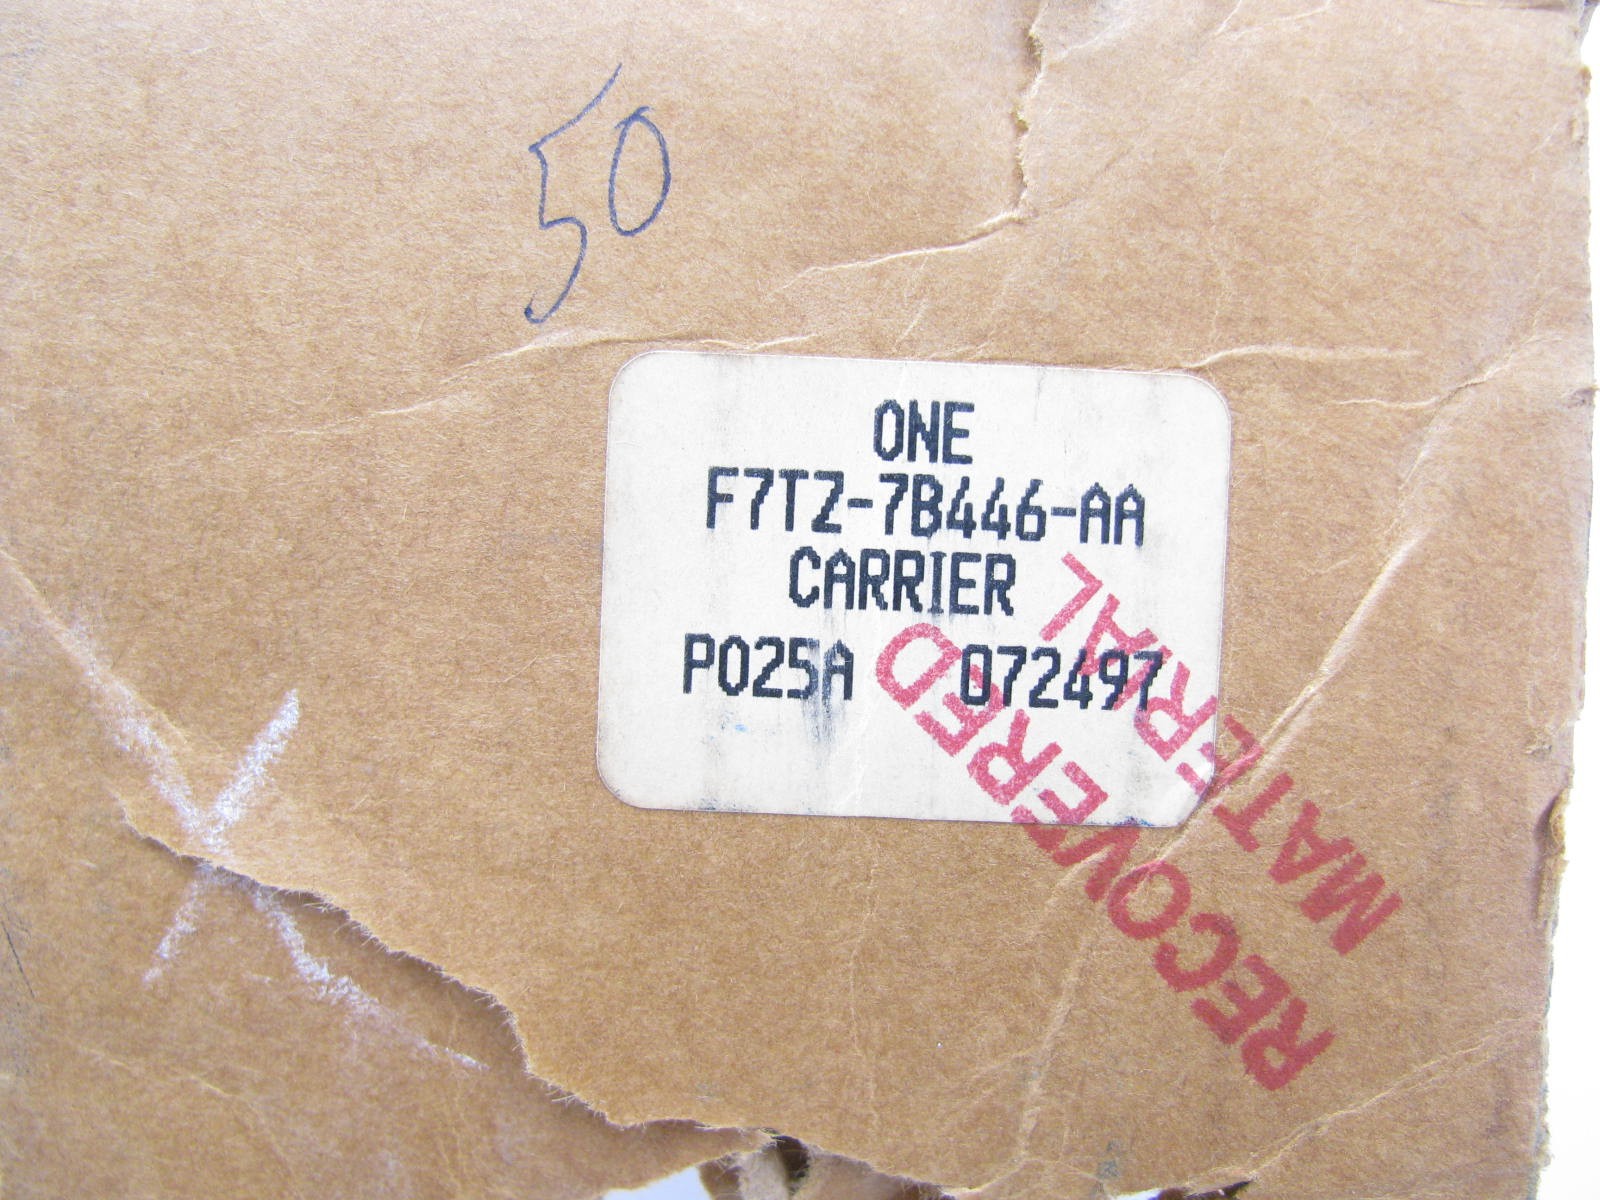 50
ONE
F7TZ-7B446-AA
CARRIER
P025A 072497
RECOVERED
MATERIAL